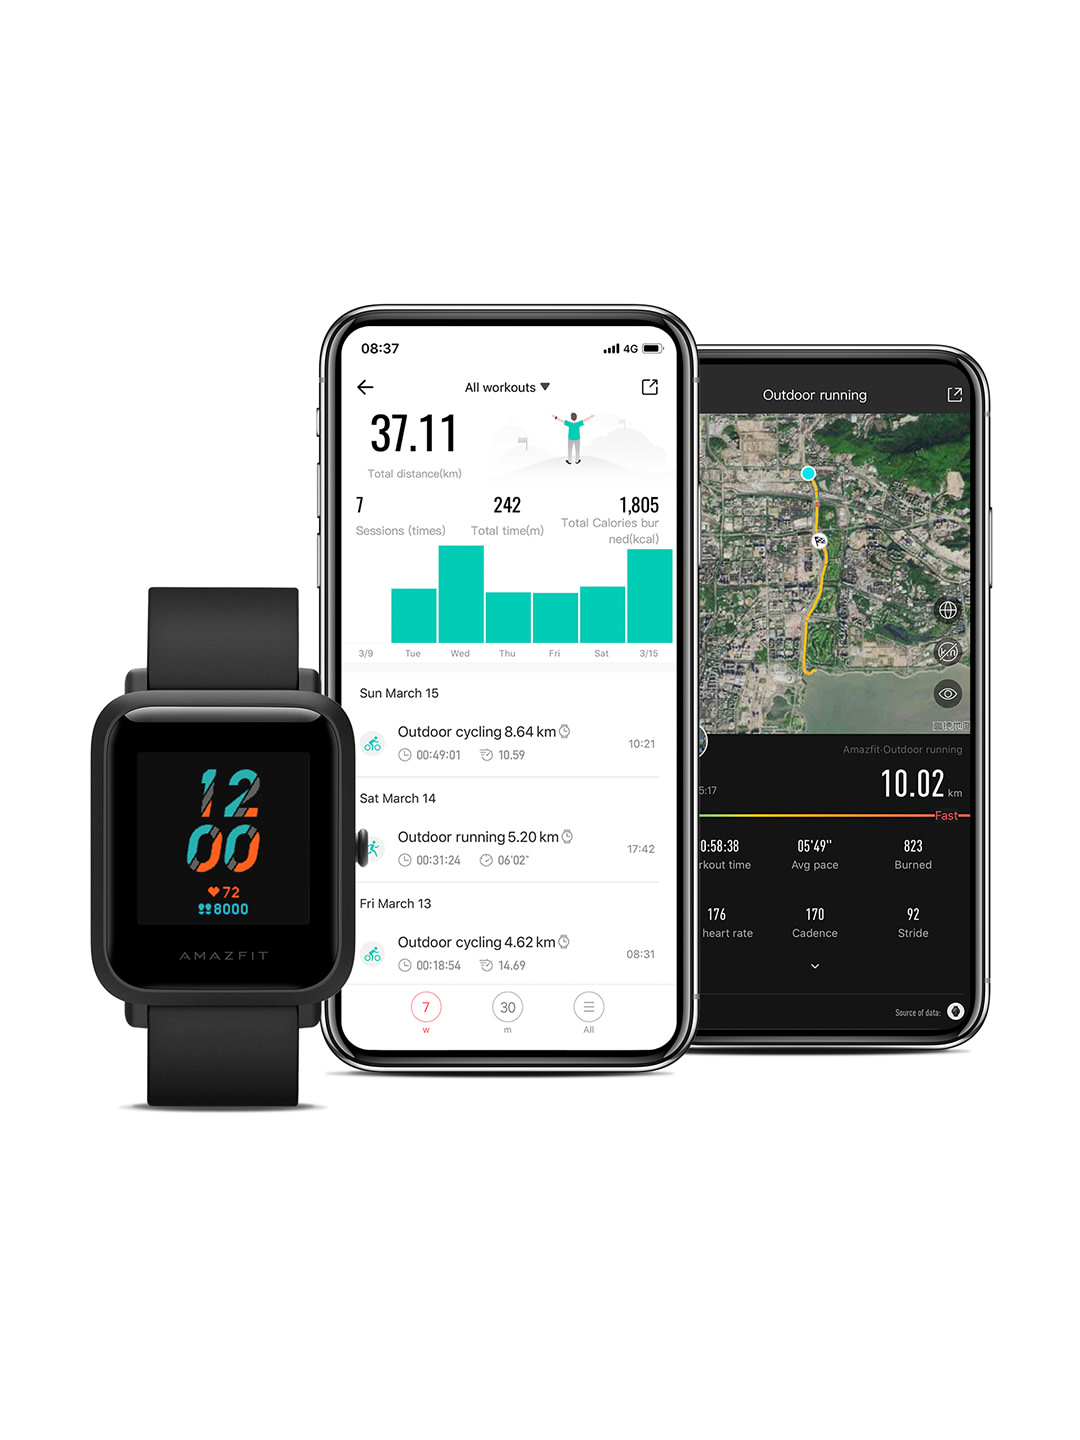 12
00
72
8000
AMAZFIT
08:37
4G
All workouts
37.11
Total distance(km)
7
242
1,805
Sessions (times)
Total time(m)
Total Calories bur
ned(kcal)
3/9
Tue
Wed
Thu
Fri
Sat
3/15
Sun March 15
Outdoor cycling 8.64 km
00:49:01
10.59
10:21
Sat March 14
Outdoor running 5.20 km
00:31:24
06'02"
17:42
Fri March 13
Outdoor cycling 4.62 km
00:18:54
14.69
08:31
7
30
w
m
All
Outdoor running
Amazfit-Outdoor running
5:17
10.02 km
Fast
0:58:38
05'49"
823
rkout time
Avg pace
Burned
176
170
92
heart rate
Cadence
Stride
Source of data: